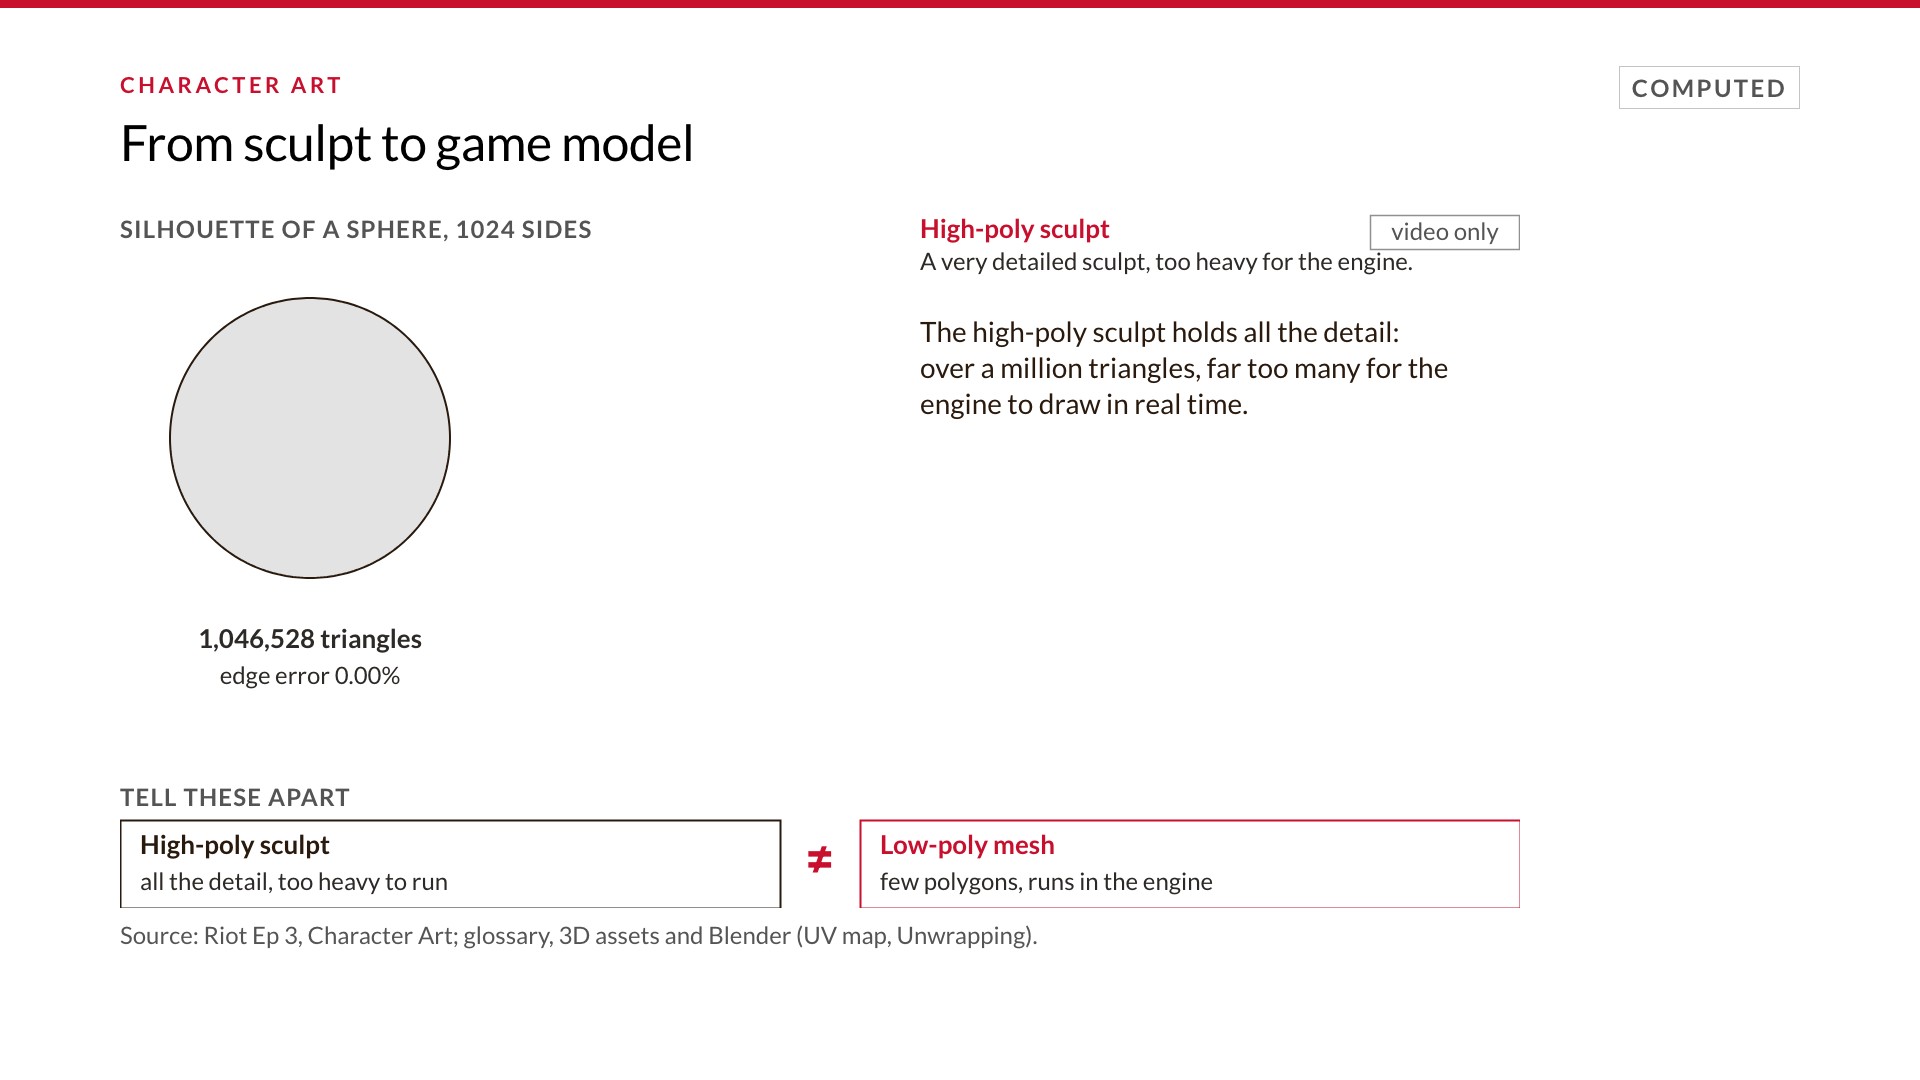 CHARACTER ART
COMPUTED
From sculpt to game model
SILHOUETTE OF A SPHERE, 1024 SIDES
1,046,528 triangles
edge error 0.00%
High-poly sculpt
video only
A very detailed sculpt, too heavy for the engine.
The high-poly sculpt holds all the detail:
over a million triangles, far too many for the
engine to draw in real time.
TELL THESE APART
High-poly sculpt
all the detail, too heavy to run
≠
Low-poly mesh
few polygons, runs in the engine
Source: Riot Ep 3, Character Art; glossary, 3D assets and Blender (UV map, Unwrapping).